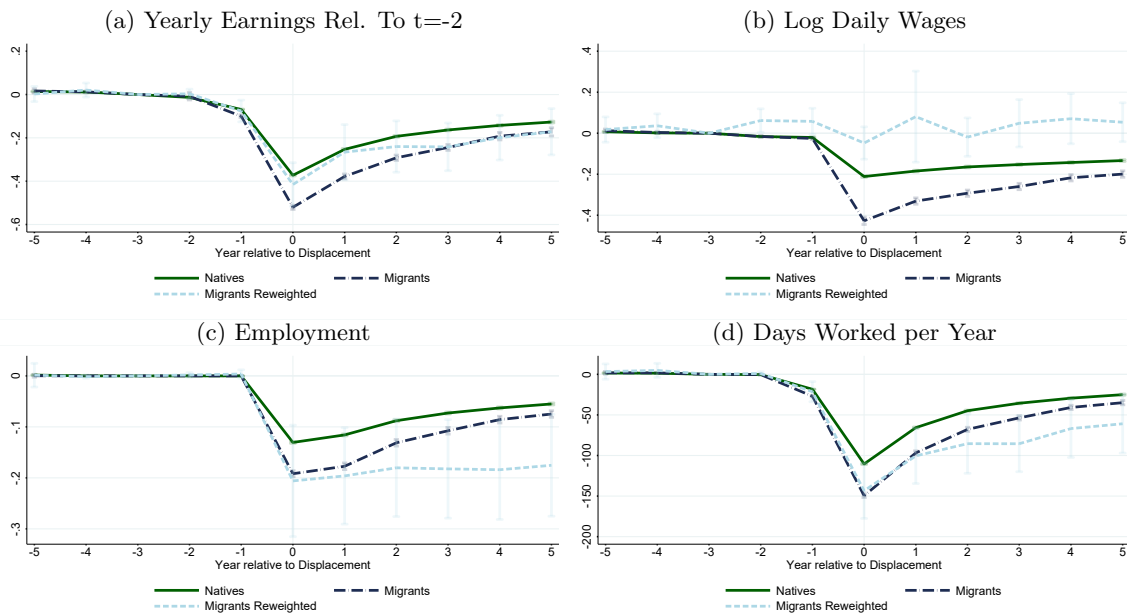 (a) Yearly Earnings Rel. To t=-2
.2
0
-.2
-.4
-.6
-5 -4 -3 -2 -1 0 1 2 3 4 5
Year relative to Displacement
Natives Migrants
Migrants Reweighted
(b) Log Daily Wages
.4
.2
0
-.2
-.4
-5 -4 -3 -2 -1 0 1 2 3 4 5
Year relative to Displacement
Natives Migrants
Migrants Reweighted
(c) Employment
0
-.1
-.2
-.3
-5 -4 -3 -2 -1 0 1 2 3 4 5
Year relative to Displacement
Natives Migrants
Migrants Reweighted
(d) Days Worked per Year
0
-50
-100
-150
-200
-5 -4 -3 -2 -1 0 1 2 3 4 5
Year relative to Displacement
Natives Migrants
Migrants Reweighted